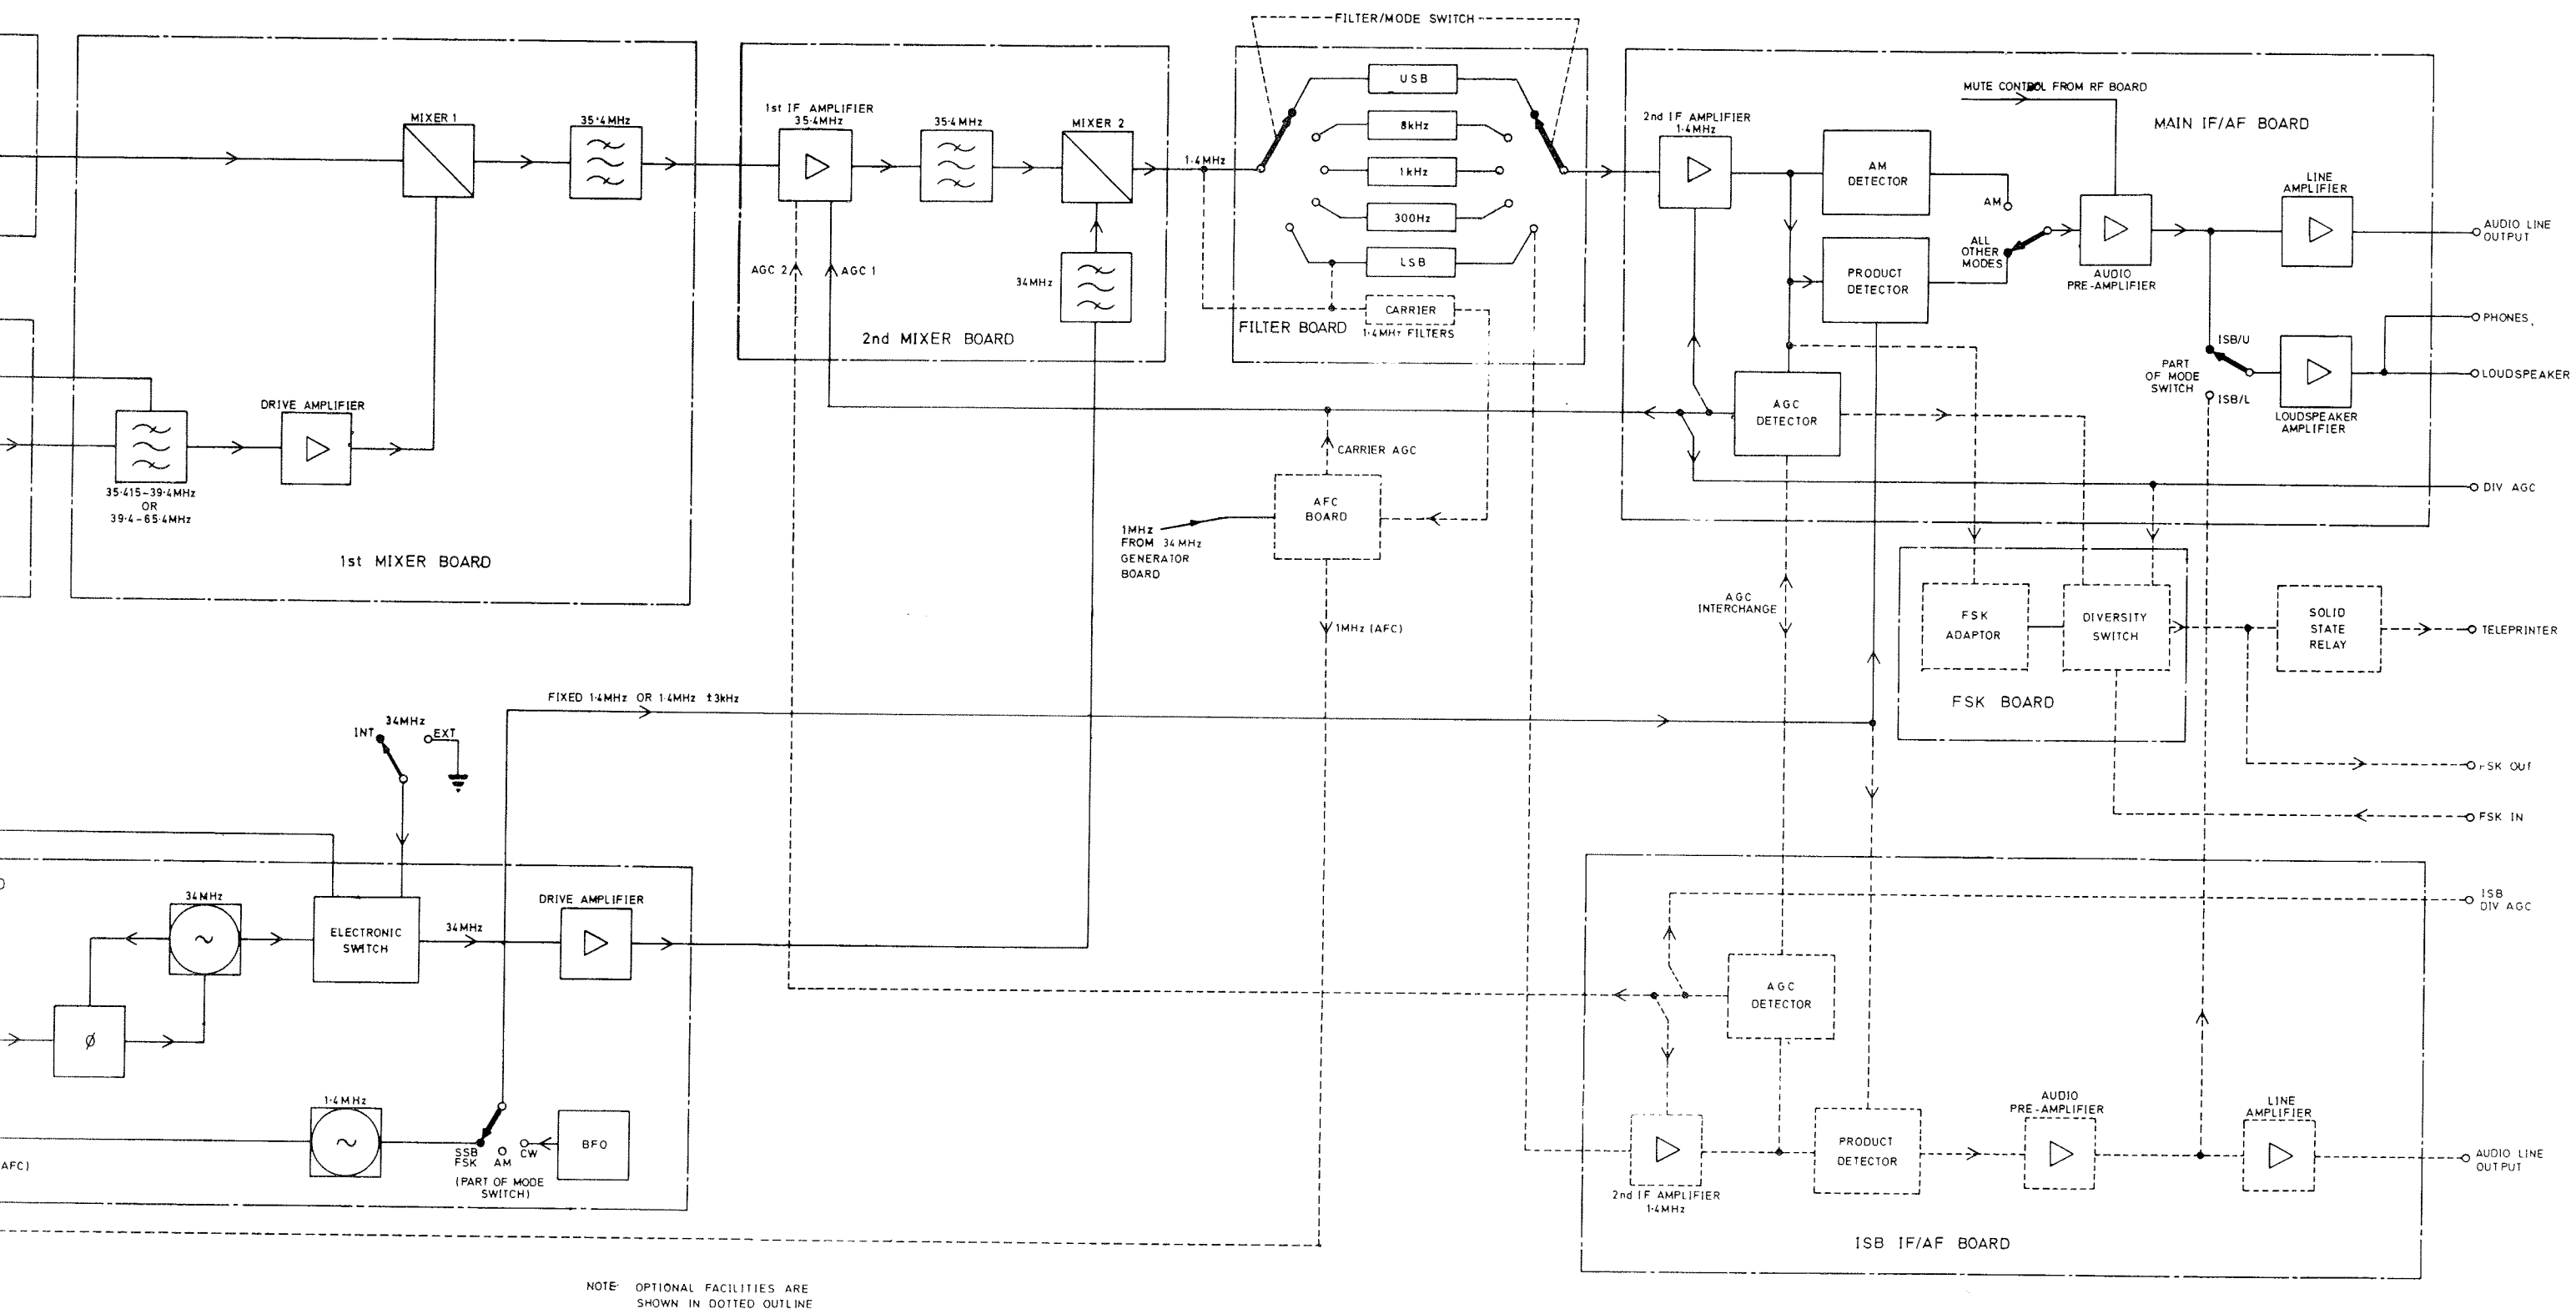 FILTER/MODE SWITCH
MIXER 1
35·4MHz
DRIVE AMPLIFIER
35·415-39·4MHz
OR
39·4-65·4MHz
1st MIXER BOARD
1st IF AMPLIFIER
35·4MHz
35·4MHz
MIXER 2
AGC 2
AGC 1
34MHz
2nd MIXER BOARD
1·4MHz
USB
8kHz
1kHz
300Hz
LSB
CARRIER
FILTER BOARD
1·4MHz FILTERS
2nd IF AMPLIFIER
1·4MHz
MUTE CONTROL FROM RF BOARD
MAIN IF/AF BOARD
AM
DETECTOR
AM
ALL
OTHER
MODES
PRODUCT
DETECTOR
AUDIO
PRE-AMPLIFIER
LINE
AMPLIFIER
AUDIO LINE
OUTPUT
PHONES
ISB/U
PART
OF MODE
SWITCH
ISB/L
LOUDSPEAKER
LOUDSPEAKER
AMPLIFIER
AGC
DETECTOR
DIV AGC
CARRIER AGC
AFC
BOARD
1MHz
FROM 34MHz
GENERATOR
BOARD
1MHz (AFC)
AGC
INTERCHANGE
FSK
ADAPTOR
DIVERSITY
SWITCH
SOLID
STATE
RELAY
TELEPRINTER
FSK BOARD
FSK OUT
FSK IN
FIXED 1·4MHz OR 1·4MHz ±3kHz
34MHz
INT
EXT
34MHz
ELECTRONIC
SWITCH
34MHz
DRIVE AMPLIFIER
ø
1·4MHz
SSB
FSK
AM
CW
BFO
(PART OF MODE
SWITCH)
AFC)
ISB
DIV AGC
AGC
DETECTOR
2nd IF AMPLIFIER
1·4MHz
PRODUCT
DETECTOR
AUDIO
PRE-AMPLIFIER
LINE
AMPLIFIER
AUDIO LINE
OUTPUT
ISB IF/AF BOARD
NOTE OPTIONAL FACILITIES ARE
SHOWN IN DOTTED OUTLINE